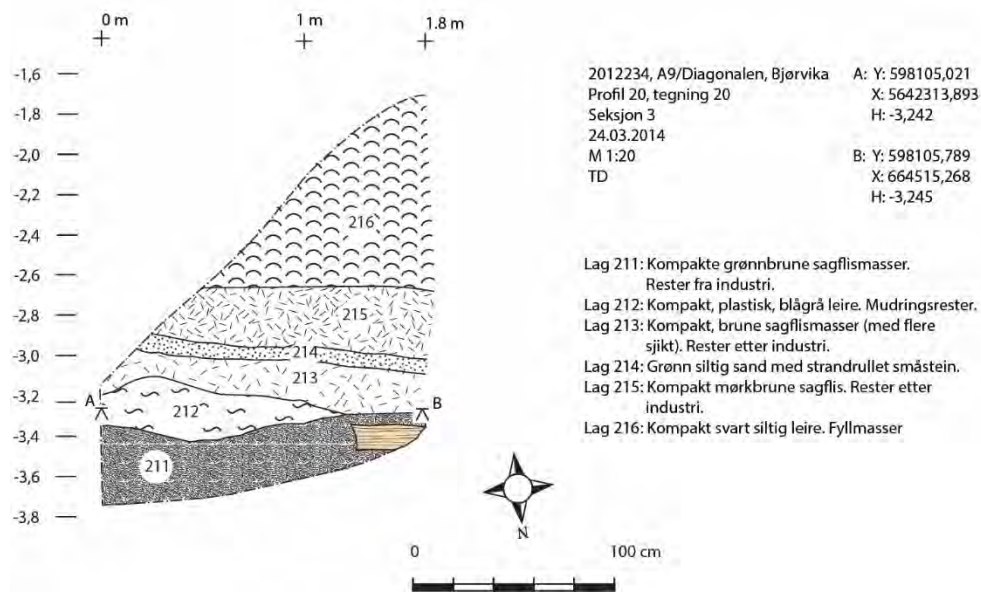 0 m 1 m 1.8 m
-1,6
-1,8
-2,0
-2,2
-2,4
-2,6
-2,8
-3,0
-3,2
-3,4
-3,6
-3,8
216
215
214
213
A 212 B
211
2012234, A9/Diagonalen, Bjørvika
Profil 20, tegning 20
Seksjon 3
24.03.2014
M 1:20
TD
A: Y: 598105,021
X: 5642313,893
H: -3,242
B: Y: 598105,789
X: 664515,268
H: -3,245
Lag 211: Kompakte grønnbrune sagflismasser.
Rester fra industri.
Lag 212: Kompakt, plastisk, blågrå leire. Mudringsrester.
Lag 213: Kompakt, brune sagflismasser (med flere
sjikt). Rester etter industri.
Lag 214: Grønn siltig sand med strandrullet småstein.
Lag 215: Kompakt mørkbrune sagflis. Rester etter
industri.
Lag 216: Kompakt svart siltig leire. Fyllmasser
N
0 100 cm